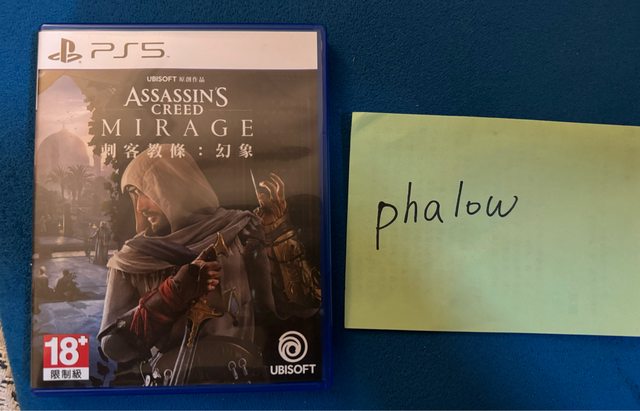 PS5
UBISOFT 原創作品
ASSASSIN'S
CREED
MIRAGE
刺客教條：幻象
18+
限制級
UBISOFT
phalow